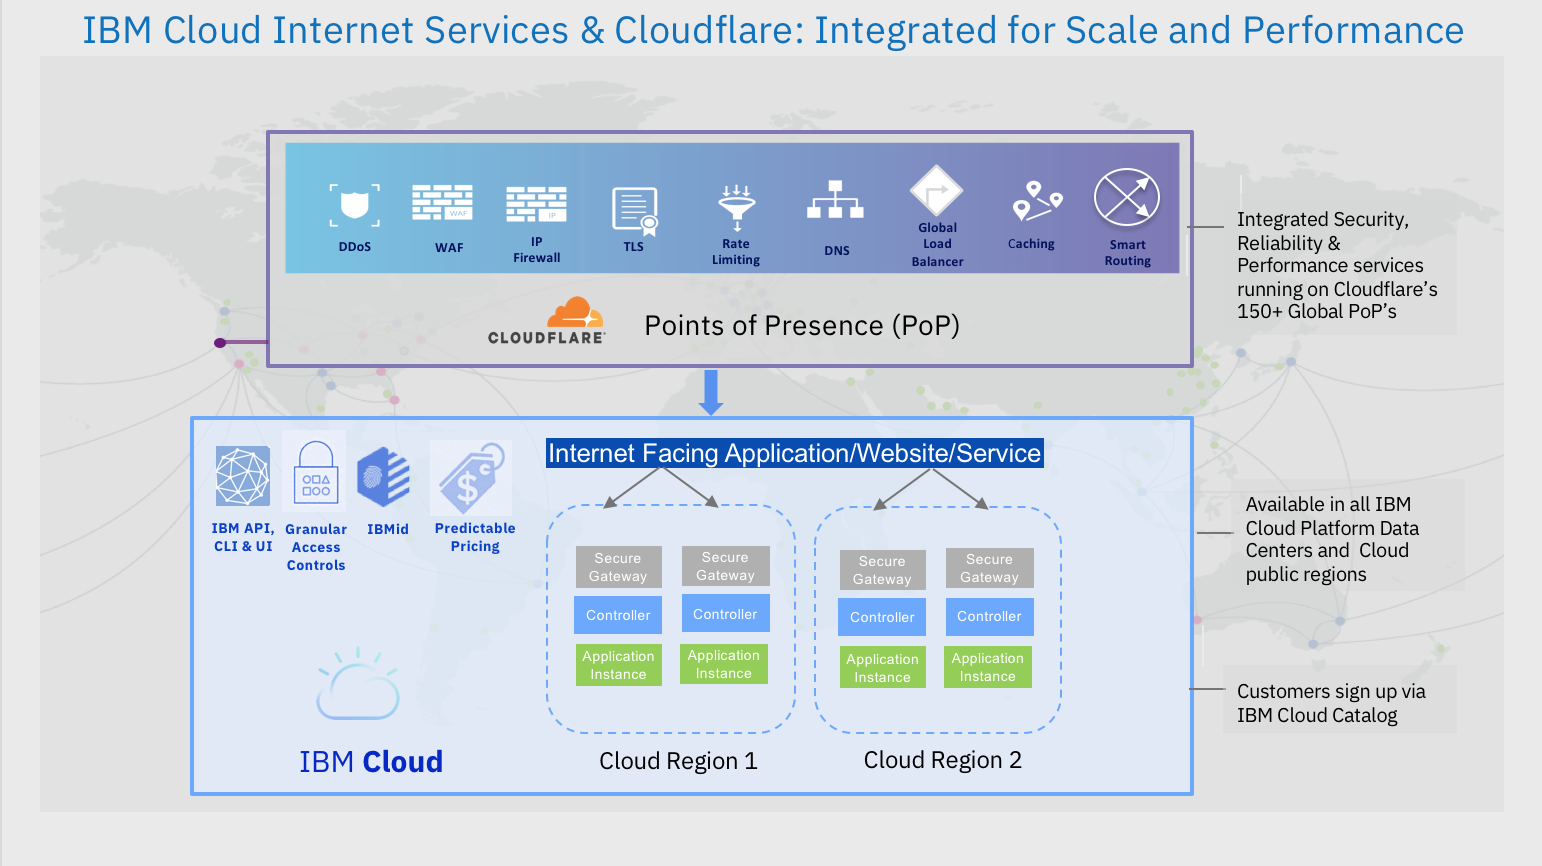 IBM Cloud Internet Services & Cloudflare: Integrated for Scale and Performance
DDoS
WAF
WAF
IP
IP
Firewall
TLS
Rate
Limiting
DNS
Global
Load
Balancer
Caching
Smart
Routing
CLOUDFLARE
Points of Presence (PoP)
Integrated Security,
Reliability &
Performance services
running on Cloudflare’s
150+ Global PoP’s
Internet Facing Application/Website/Service
$
IBM API,
CLI & UI
Granular
Access
Controls
IBMid
Predictable
Pricing
Secure
Gateway
Secure
Gateway
Controller
Controller
Application
Instance
Application
Instance
Cloud Region 1
Secure
Gateway
Secure
Gateway
Controller
Controller
Application
Instance
Application
Instance
Cloud Region 2
IBM Cloud
Available in all IBM
Cloud Platform Data
Centers and  Cloud
public regions
Customers sign up via
IBM Cloud Catalog